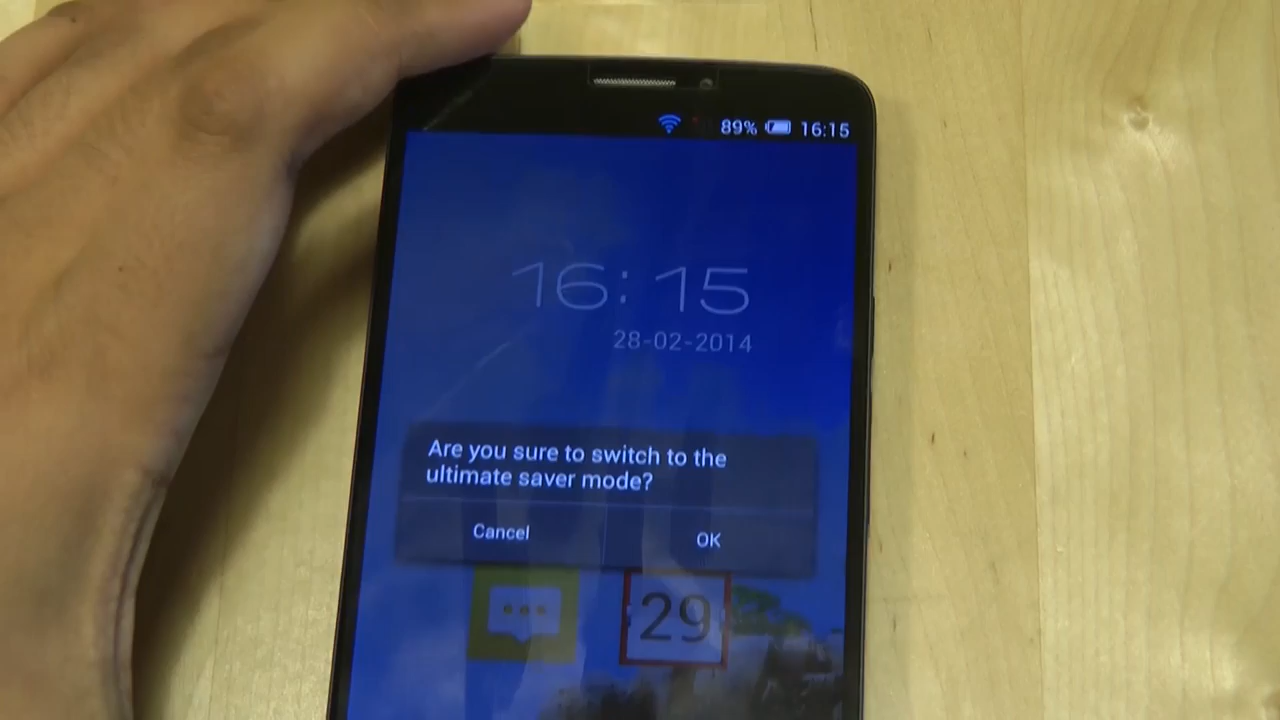 89% 16:15
16:15
28-02-2014
Are you sure to switch to the
ultimate saver mode?
Cancel OK
29